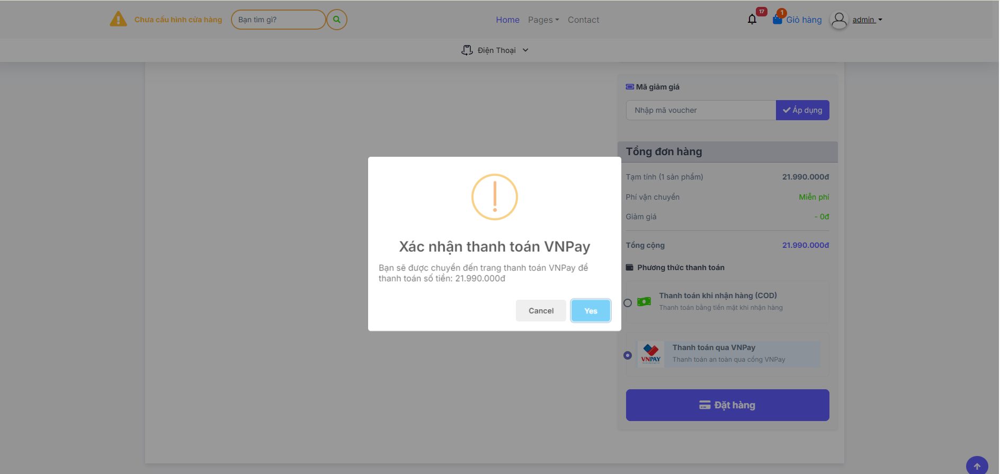 Chưa cấu hình cửa hàng
Bạn tìm gì?
Home
Pages
Contact
17
1
Giỏ hàng
admin
Điện Thoại
Mã giảm giá
Nhập mã voucher
Áp dụng
Tổng đơn hàng
Tạm tính (1 sản phẩm)
21.990.000đ
Phí vận chuyển
Miễn phí
Giảm giá
- 0đ
Tổng cộng
21.990.000đ
Phương thức thanh toán
Thanh toán khi nhận hàng (COD)
Thanh toán bằng tiền mặt khi nhận hàng
VNPAY
Thanh toán qua VNPay
Thanh toán an toàn qua cổng VNPay
Đặt hàng
Xác nhận thanh toán VNPay
Bạn sẽ được chuyển đến trang thanh toán VNPay để
thanh toán số tiền: 21.990.000đ
Cancel
Yes